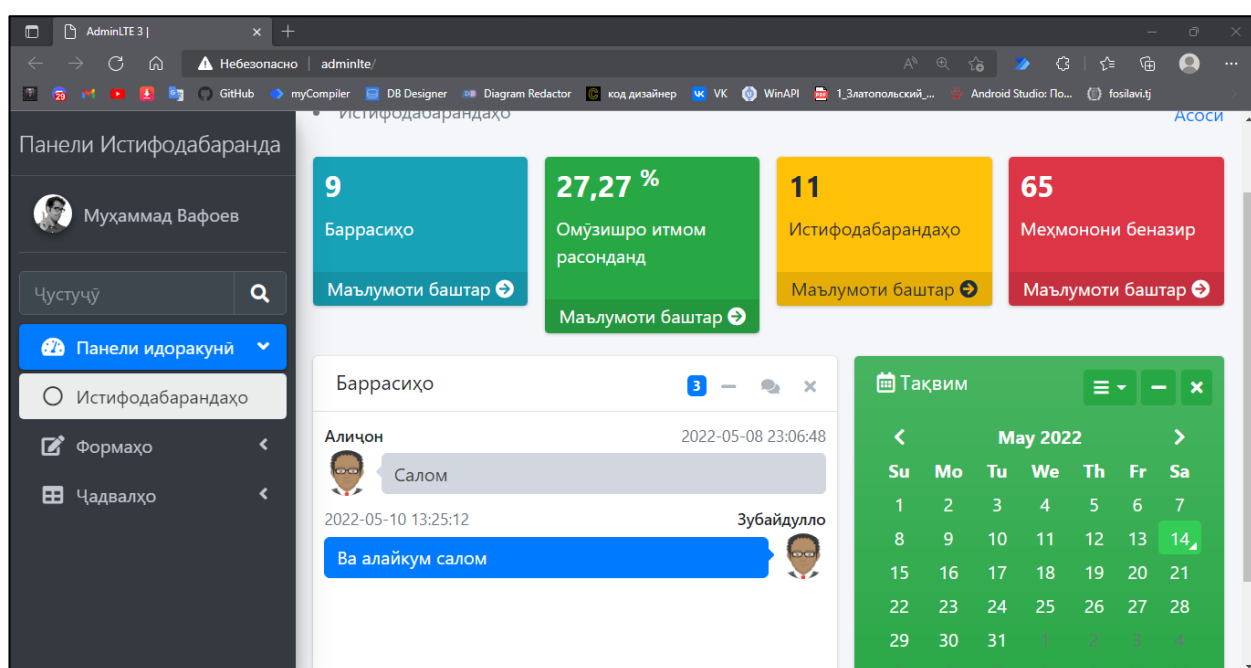 AdminLTE 3 |
Небезопасно | adminlte/
29 GitHub myCompiler DB Designer Diagram Redactor код дизайнер VK WinAPI 1_Златопольский_... Android Studio: По... fosilavi.tj
Панели Истифодабаранда
Муҳаммад Вафоев
Ҷустуҷӯ
Панели идоракунӣ
Истифодабарандаҳо
Формаҳо
Ҷадвалҳо
Истифодабарандаҳо
Асосӣ
9
Баррасиҳо
Маълумоти баштар
27,27 %
Омӯзишро итмом
расонданд
Маълумоти баштар
11
Истифодабарандаҳо
Маълумоти баштар
65
Меҳмонони беназир
Маълумоти баштар
Баррасиҳо 3
Аличон 2022-05-08 23:06:48
Салом
2022-05-10 13:25:12 Зубайдулло
Ва алайкум салом
Тақвим
May 2022
Su Mo Tu We Th Fr Sa
1 2 3 4 5 6 7
8 9 10 11 12 13 14
15 16 17 18 19 20 21
22 23 24 25 26 27 28
29 30 31 1 2 3 4